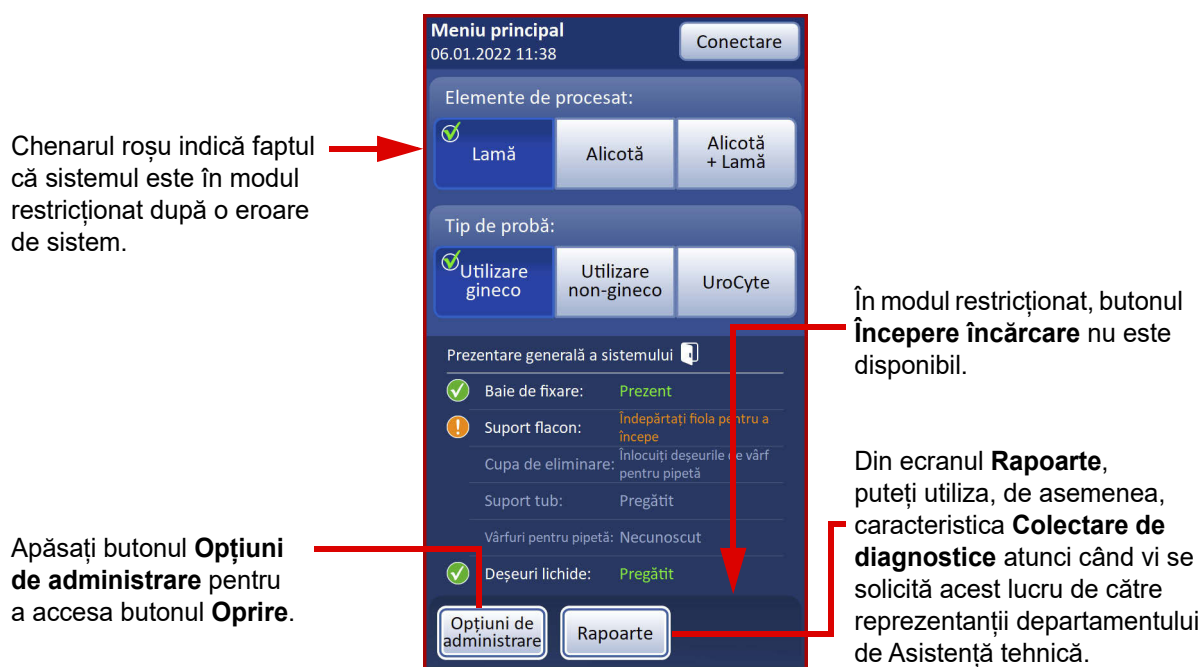 Meniu principal
06.01.2022 11:38
Conectare
Elemente de procesat:
Lamă
Alicotă
Alicotă
+ Lamă
Tip de probă:
Utilizare
gineco
Utilizare
non-gineco
UroCyte
Prezentare generală a sistemului
Baie de fixare: Prezent
Suport flacon: Îndepărtați fiola pentru a
începe
Cupa de eliminare: Înlocuiți deșeurile de vârf
pentru pipetă
Suport tub: Pregătit
Vârfuri pentru pipetă: Necunoscut
Deșeuri lichide: Pregătit
Opțiuni de
administrare
Rapoarte
Chenarul roșu indică faptul
că sistemul este în modul
restricționat după o eroare
de sistem.
Apăsați butonul Opțiuni
de administrare pentru
a accesa butonul Oprire.
În modul restricționat, butonul
Începere încărcare nu este
disponibil.
Din ecranul Rapoarte,
puteți utiliza, de asemenea,
caracteristica Colectare de
diagnostice atunci când vi se
solicită acest lucru de către
reprezentanții departamentului
de Asistență tehnică.